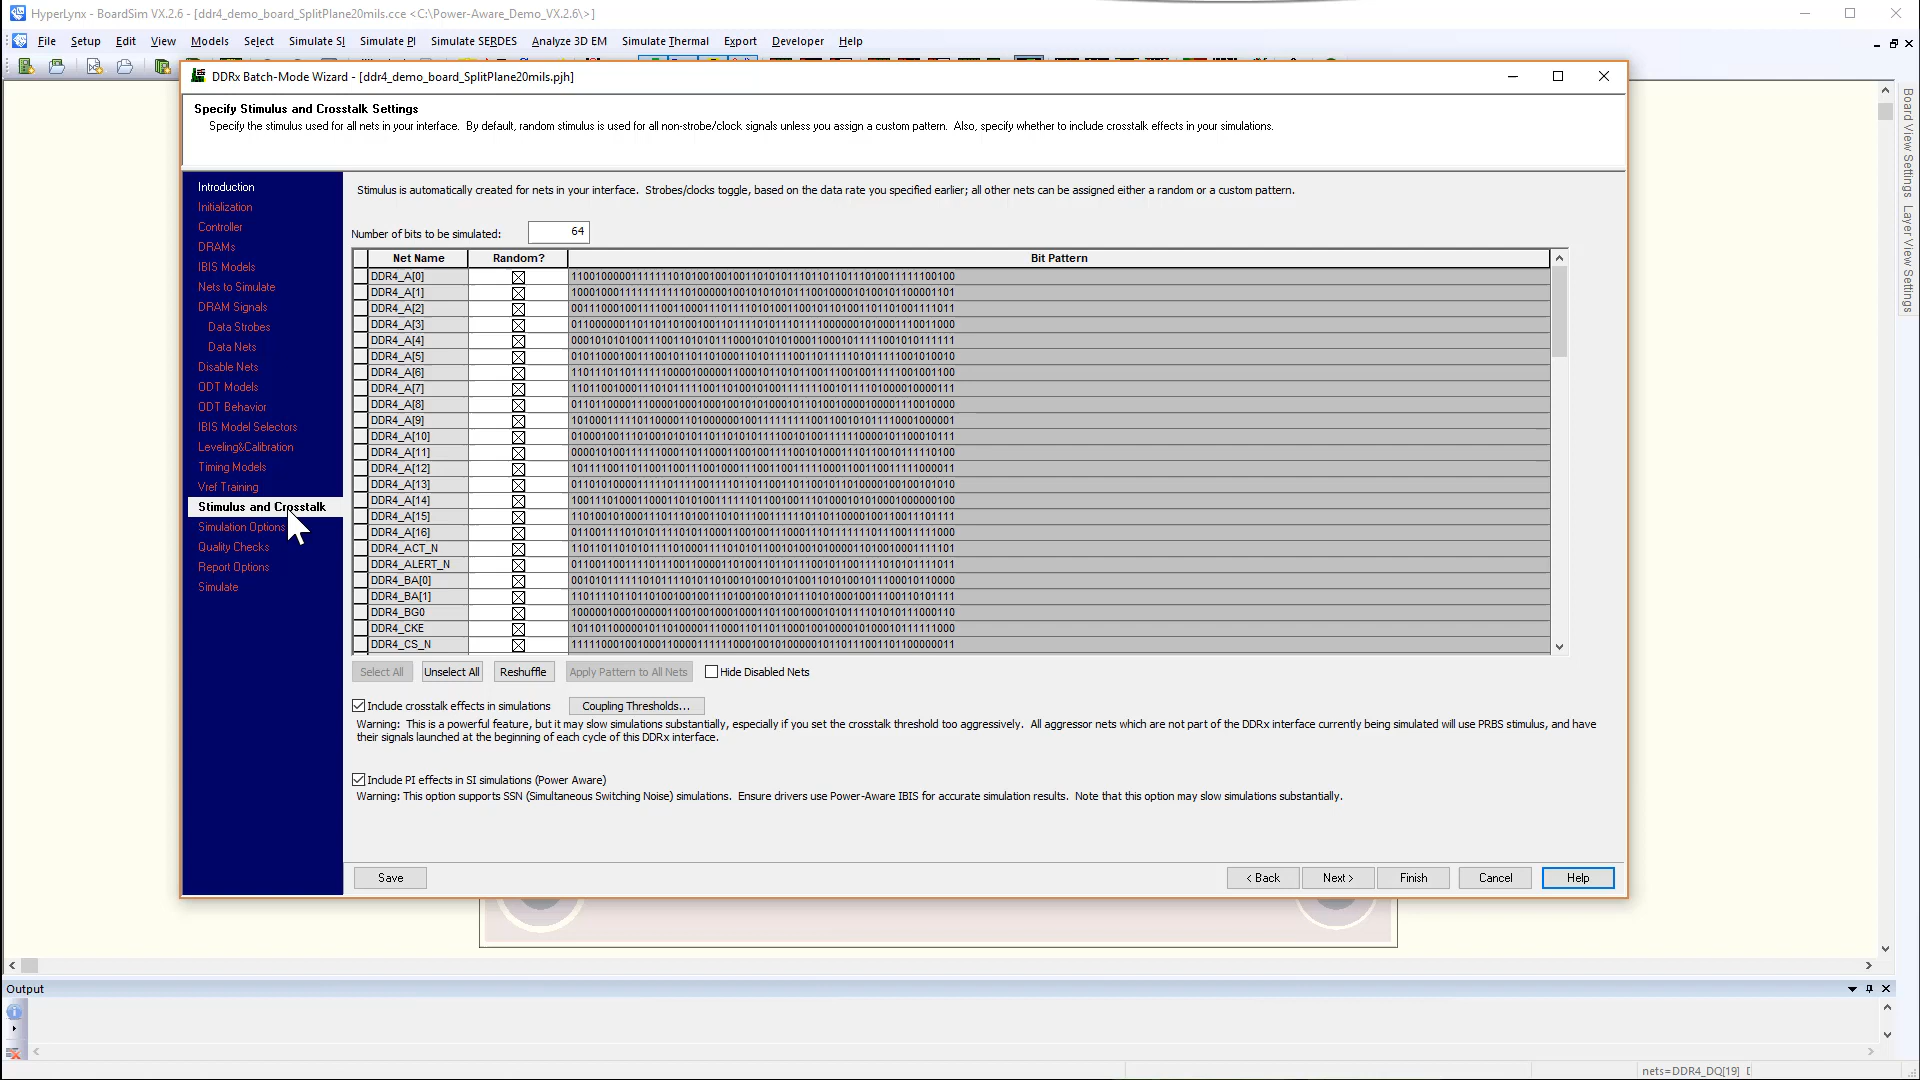 HyperLynx - BoardSim VX.2.6 - [ddr4_demo_board_SplitPlane20mils.cce <C:\Power-Aware_Demo_VX.2.6\>]
File Setup Edit View Models Select Simulate SI Simulate PI Simulate SERDES Analyze 3D EM Simulate Thermal Export Developer Help
DDRx Batch-Mode Wizard - [ddr4_demo_board_SplitPlane20mils.pjh]
Specify Stimulus and Crosstalk Settings
Specify the stimulus used for all nets in your interface. By default, random stimulus is used for all non-strobe/clock signals unless you assign a custom pattern. Also, specify whether to include crosstalk effects in your simulations.
Introduction
Initialization
Controller
DRAMs
IBIS Models
Nets to Simulate
DRAM Signals
Data Strobes
Data Nets
Disable Nets
ODT Models
ODT Behavior
IBIS Model Selectors
Leveling&Calibration
Timing Models
Vref Training
Stimulus and Crosstalk
Simulation Options
Quality Checks
Report Options
Simulate
Stimulus is automatically created for nets in your interface. Strobes/clocks toggle, based on the data rate you specified earlier; all other nets can be assigned either a random or a custom pattern.
Number of bits to be simulated: 64
Net Name Random? Bit Pattern
DDR4_A[0]
DDR4_A[1]
DDR4_A[2]
DDR4_A[3]
DDR4_A[4]
DDR4_A[5]
DDR4_A[6]
DDR4_A[7]
DDR4_A[8]
DDR4_A[9]
DDR4_A[10]
DDR4_A[11]
DDR4_A[12]
DDR4_A[13]
DDR4_A[14]
DDR4_A[15]
DDR4_A[16]
DDR4_ACT_N
DDR4_ALERT_N
DDR4_BA[0]
DDR4_BA[1]
DDR4_BG0
DDR4_CKE
DDR4_CS_N
Select All Unselect All Reshuffle Apply Pattern to All Nets Hide Disabled Nets
Include crosstalk effects in simulations Coupling Thresholds...
Warning: This is a powerful feature, but it may slow simulations substantially, especially if you set the crosstalk threshold too aggressively. All aggressor nets which are not part of the DDRx interface currently being simulated will use PRBS stimulus, and have
their signals launched at the beginning of each cycle of this DDRx interface.
Include PI effects in SI simulations (Power Aware)
Warning: This option supports SSN (Simultaneous Switching Noise) simulations. Ensure drivers use Power-Aware IBIS for accurate simulation results. Note that this option may slow simulations substantially.
Save < Back Next > Finish Cancel Help
Board View Settings
Layer View Settings
Output
nets=DDR4_DQ[19]